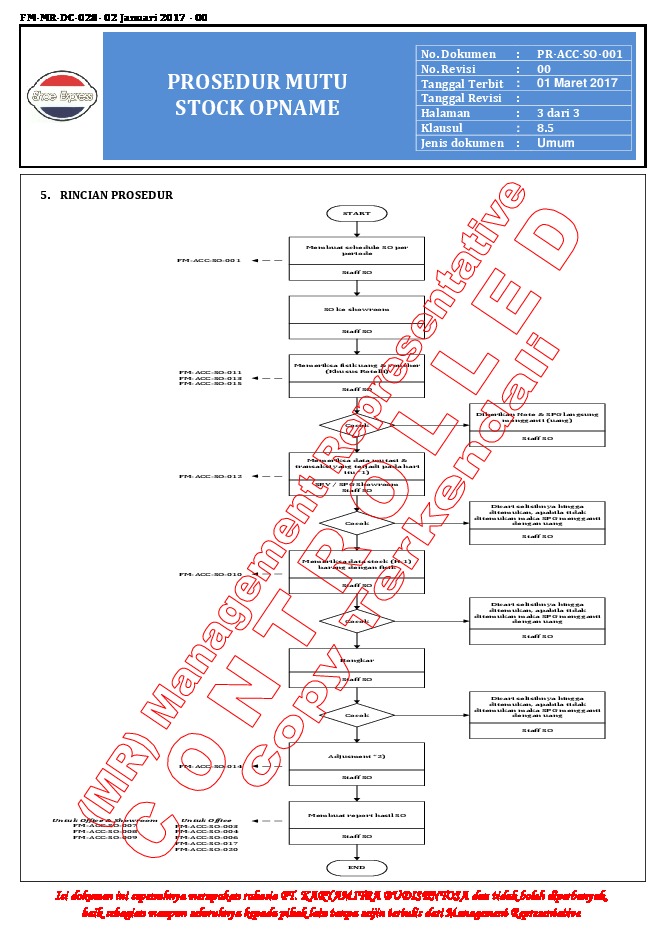 FM-MR-DC-028- 02 Januari 2017 - 00
Shoe Express
PROSEDUR MUTU
STOCK OPNAME
No. Dokumen : PR-ACC-SO-001
No. Revisi : 00
Tanggal Terbit : 01 Maret 2017
Tanggal Revisi :
Halaman : 3 dari 3
Klausul : 8.5
Jenis dokumen : Umum
5. RINCIAN PROSEDUR
START
Membuat schedule SO per
periode
Staff SO
FM-ACC-SO-001
SO ke showroom
Staff SO
Memeriksa fisik uang & voucher
(Khusus Retail)
Staff SO
FM-ACC-SO-011
FM-ACC-SO-013
FM-ACC-SO-015
Cocok
Diberikan Note & SPG langsung
mengganti (uang)
Staff SO
Memeriksa data mutasi &
transaksi yang terjadi pada hari
itu *1)
SPV / SPG Showroom
Staff SO
FM-ACC-SO-012
Cocok
Dicari selisihnya hingga
ditemukan, apabila tidak
ditemukan maka SPG mengganti
dengan uang
Staff SO
Memeriksa data stock (H-1)
barang dengan fisik
Staff SO
FM-ACC-SO-010
Cocok
Dicari selisihnya hingga
ditemukan, apabila tidak
ditemukan maka SPG mengganti
dengan uang
Staff SO
Bongkar
Staff SO
Cocok
Dicari selisihnya hingga
ditemukan, apabila tidak
ditemukan maka SPG mengganti
dengan uang
Staff SO
Adjusment *2)
Staff SO
FM-ACC-SO-014
Membuat report hasil SO
Staff SO
Untuk Office & Showroom
FM-ACC-SO-007
FM-ACC-SO-008
FM-ACC-SO-009
Untuk Office
FM-ACC-SO-003
FM-ACC-SO-004
FM-ACC-SO-006
FM-ACC-SO-017
FM-ACC-SO-020
END
(MR) Management Representative
CONTROLLED
Copy Terkendali
Isi dokumen ini sepenuhnya merupakan rahasia PT. KARYAMITRA BUDISENTOSA dan tidak boleh diperbanyak,
baik sebagian maupun seluruhnya kepada pihak lain tanpa seijin tertulis dari Management Representative